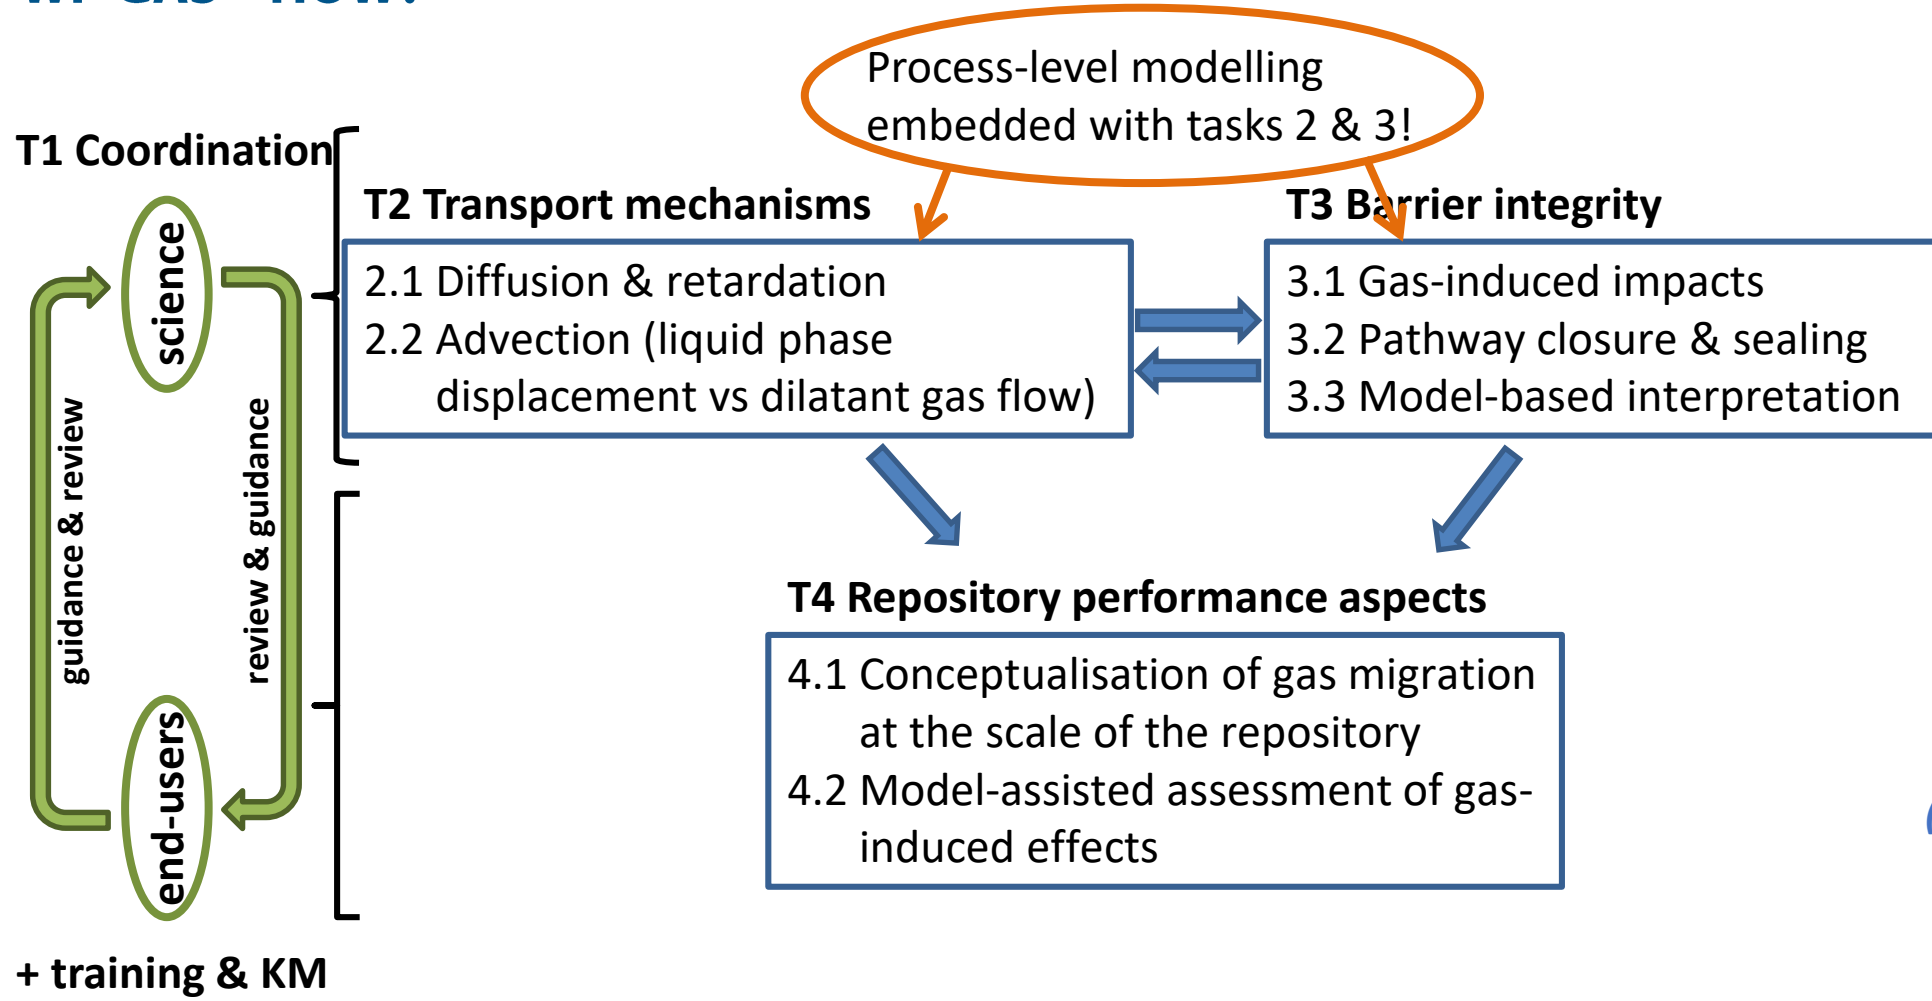 Process-level modelling
embedded with tasks 2 & 3!
T1 Coordination
science
end-users
guidance & review
review & guidance
+ training & KM
T2 Transport mechanisms
2.1 Diffusion & retardation
2.2 Advection (liquid phase
displacement vs dilatant gas flow)
T3 Barrier integrity
3.1 Gas-induced impacts
3.2 Pathway closure & sealing
3.3 Model-based interpretation
T4 Repository performance aspects
4.1 Conceptualisation of gas migration
at the scale of the repository
4.2 Model-assisted assessment of gas-
induced effects